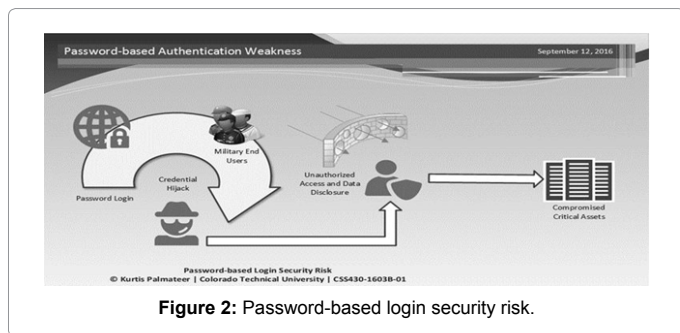 Password-based Authentication Weakness
September 12, 2016
Military End
Users
Credential
Hijack
Password Login
Unauthorized
Access and Data
Disclosure
Compromised
Critical Assets
Password-based Login Security Risk
© Kurtis Palmateer | Colorado Technical University | CSS430-1603B-01
Figure 2: Password-based login security risk.